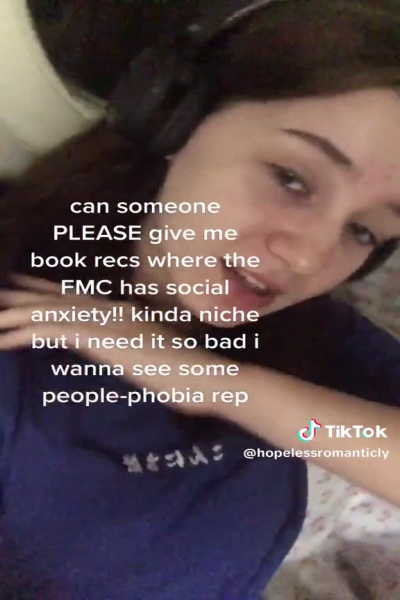 can someone
PLEASE give me
book recs where the
FMC has social
anxiety!! kinda niche
but i need it so bad i
wanna see some
people-phobia rep
TikTok
@hopelessromanticly